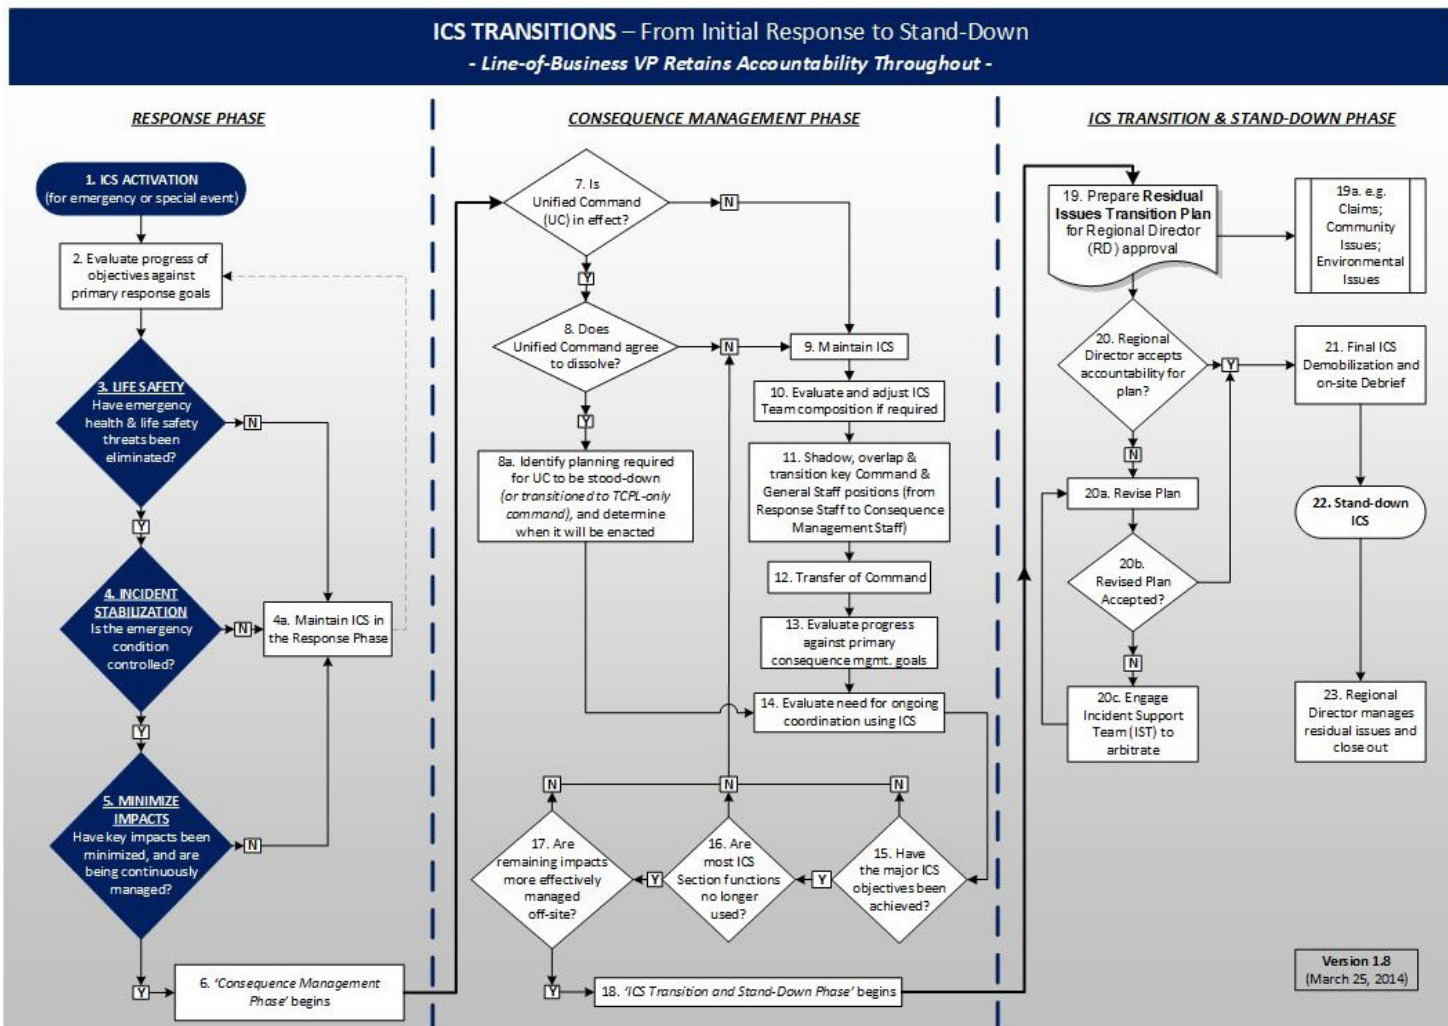 ICS TRANSITIONS – From Initial Response to Stand-Down
- Line-of-Business VP Retains Accountability Throughout -
RESPONSE PHASE
1. ICS ACTIVATION
(for emergency or special event)
2. Evaluate progress of
objectives against
primary response goals
3. LIFE SAFETY
Have emergency
health & life safety
threats been
eliminated?
N
Y
4. INCIDENT
STABILIZATION
Is the emergency
condition
controlled?
N
4a. Maintain ICS in
the Response Phase
Y
5. MINIMIZE
IMPACTS
Have key impacts been
minimized, and are
being continuously
managed?
N
Y
6. ‘Consequence Management
Phase’ begins
CONSEQUENCE MANAGEMENT PHASE
7. Is
Unified Command
(UC) in effect?
N
Y
8. Does
Unified Command agree
to dissolve?
N
Y
8a. Identify planning required
for UC to be stood-down
(or transitioned to TCPL-only
command), and determine
when it will be enacted
9. Maintain ICS
10. Evaluate and adjust ICS
Team composition if required
11. Shadow, overlap &
transition key Command &
General Staff positions (from
Response Staff to Consequence
Management Staff)
12. Transfer of Command
13. Evaluate progress
against primary
consequence mgmt. goals
14. Evaluate need for ongoing
coordination using ICS
N
N
N
17. Are
remaining impacts
more effectively
managed
off-site?
Y
16. Are
most ICS
Section functions
no longer
used?
Y
15. Have
the major ICS
objectives been
achieved?
Y
18. ‘ICS Transition and Stand-Down Phase’ begins
ICS TRANSITION & STAND-DOWN PHASE
19. Prepare Residual
Issues Transition Plan
for Regional Director
(RD) approval
19a. e.g.
Claims;
Community
Issues;
Environmental
Issues
20. Regional
Director accepts
accountability for
plan?
Y
N
20a. Revise Plan
20b.
Revised Plan
Accepted?
N
20c. Engage
Incident Support
Team (IST) to
arbitrate
21. Final ICS
Demobilization and
on-site Debrief
22. Stand-down
ICS
23. Regional
Director manages
residual issues and
close out
Version 1.8
(March 25, 2014)